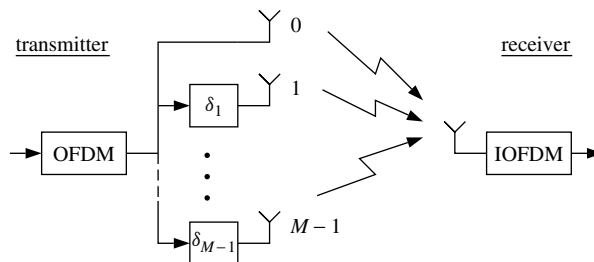 transmitter
0
receiver
δ1
1
OFDM
IOFDM
δM−1
M−1